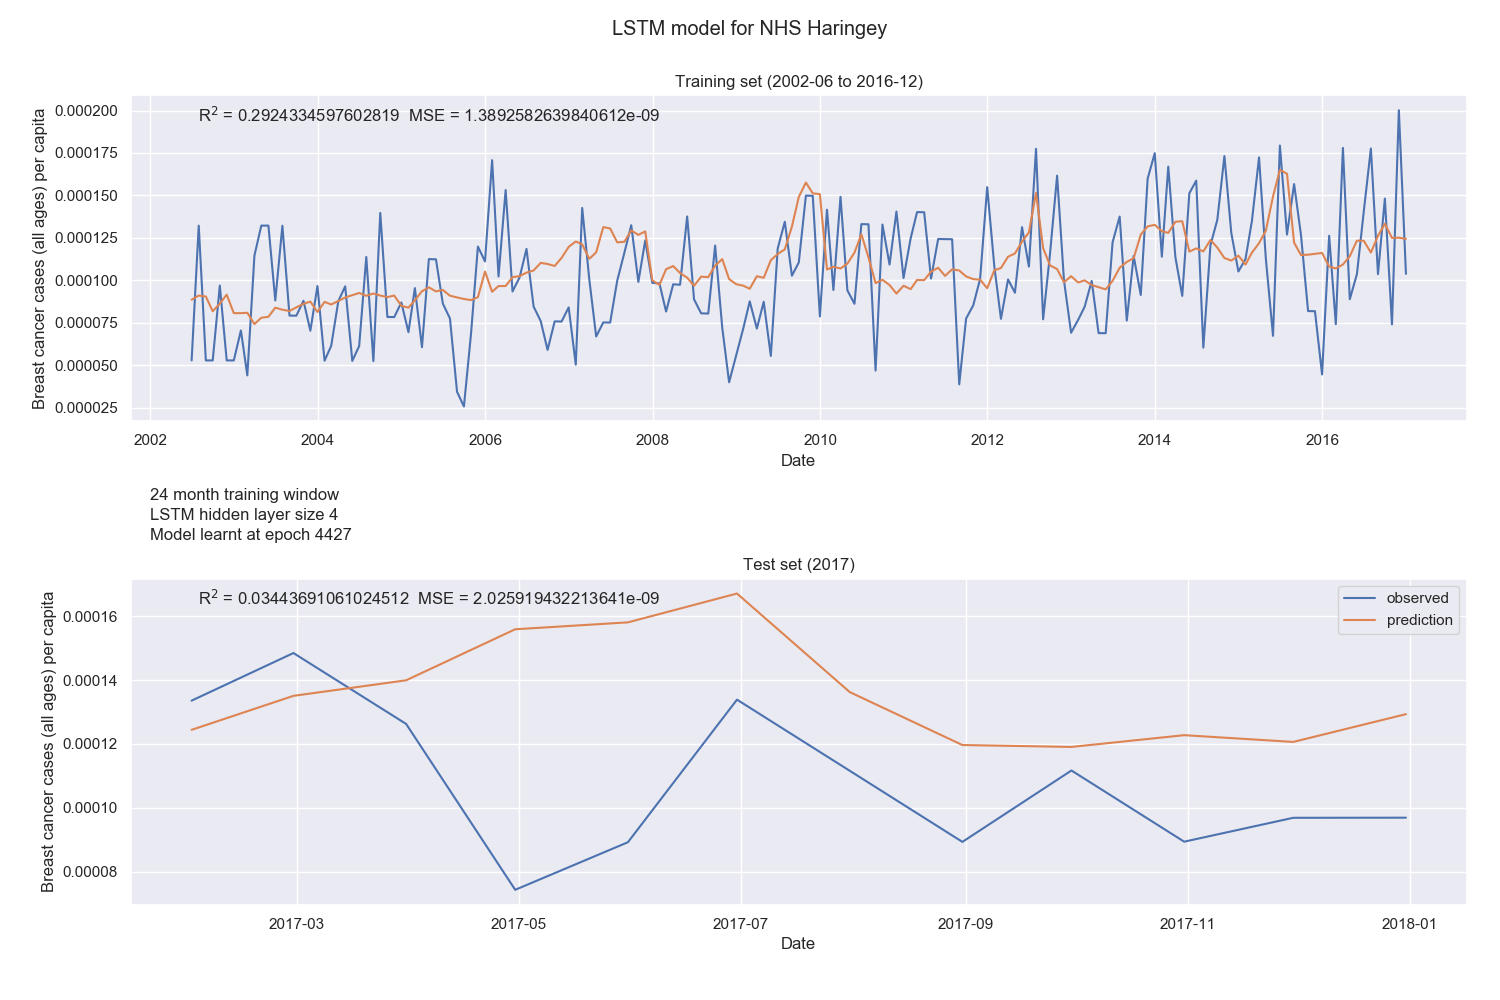 LSTM model for NHS Haringey
Training set (2002-06 to 2016-12)
R² = 0.2924334597602819 MSE = 1.3892582639840612e-09
Breast cancer cases (all ages) per capita
0.000200
0.000175
0.000150
0.000125
0.000100
0.000075
0.000050
0.000025
2002 2004 2006 2008 2010 2012 2014 2016
Date
24 month training window
LSTM hidden layer size 4
Model learnt at epoch 4427
Test set (2017)
R² = 0.03443691061024512 MSE = 2.025919432213641e-09
observed
prediction
Breast cancer cases (all ages) per capita
0.00016
0.00014
0.00012
0.00010
0.00008
2017-03 2017-05 2017-07 2017-09 2017-11 2018-01
Date